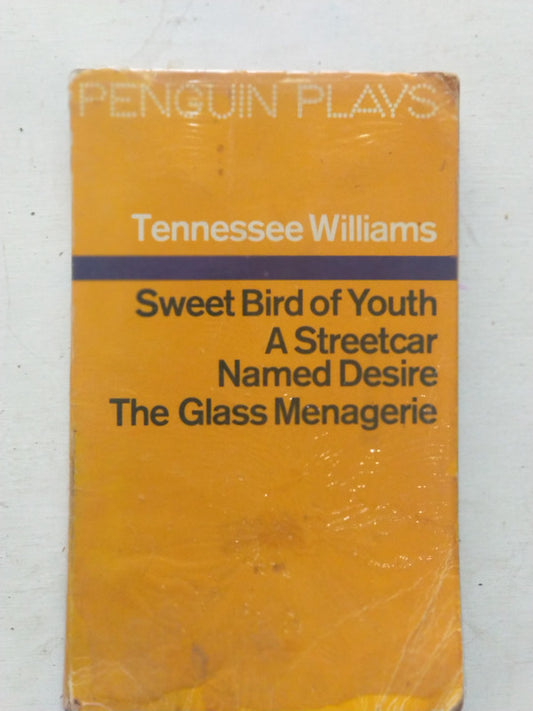 PENGUIN PLAYS
Tennessee Williams
Sweet Bird of Youth
A Streetcar
Named Desire
The Glass Menagerie